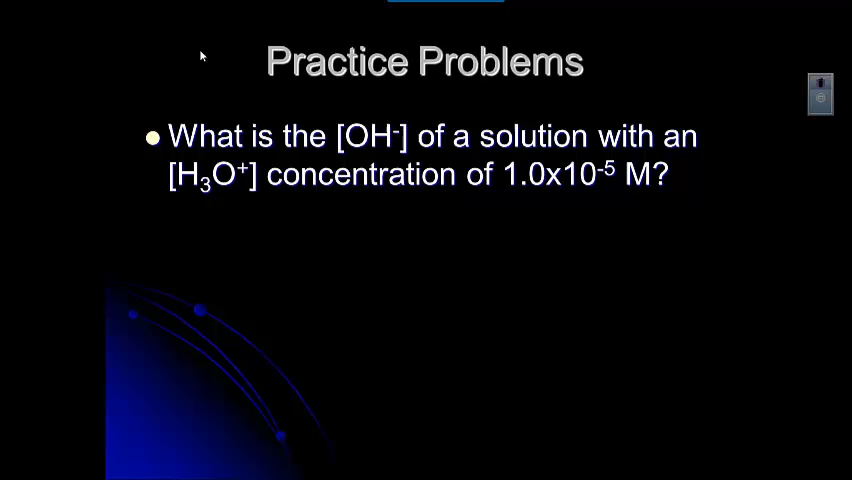 Practice Problems
What is the [OH⁻] of a solution with an
[H₃O⁺] concentration of 1.0x10⁻⁵ M?